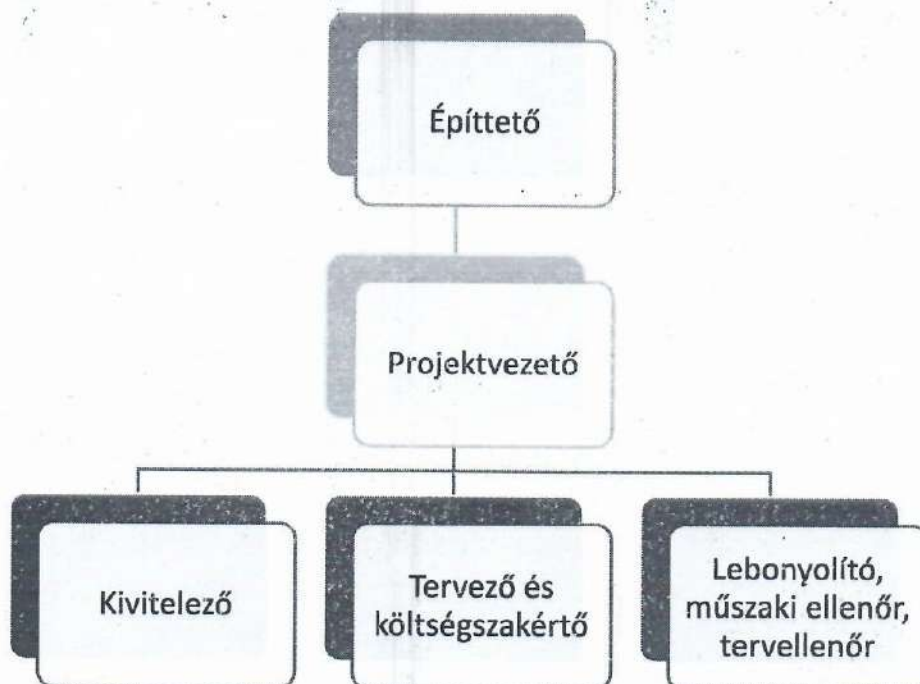 Építtető
Projektvezető
Kivitelező
Tervező és
költségszakértő
Lebonyolító,
műszaki ellenőr,
tervellenőr